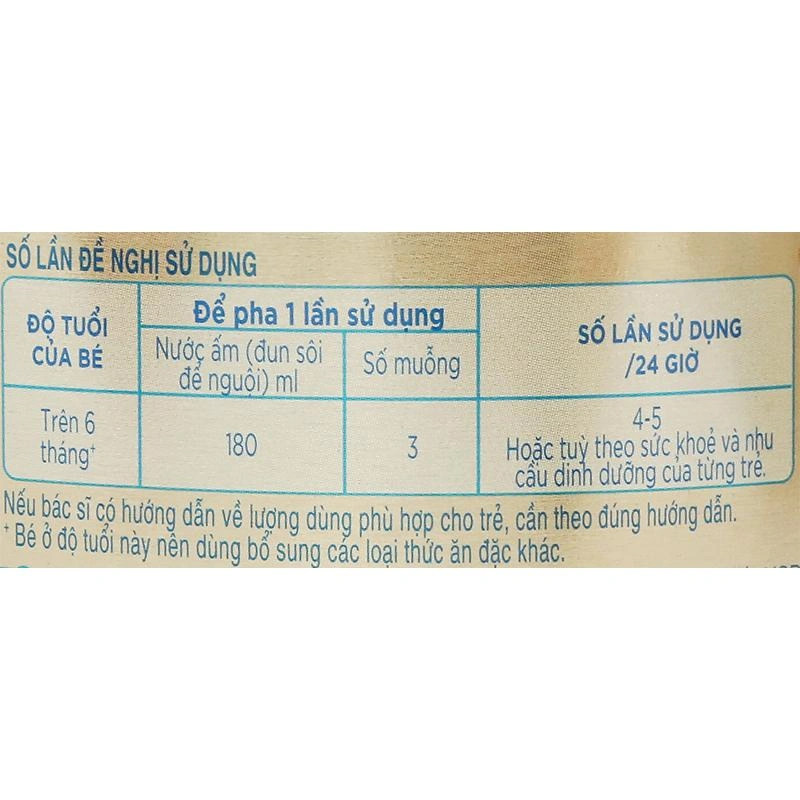 SỐ LẦN ĐỀ NGHỊ SỬ DỤNG
ĐỘ TUỔI
CỦA BÉ
Để pha 1 lần sử dụng
Nước ấm (đun sôi
để nguội) ml
Số muỗng
SỐ LẦN SỬ DỤNG
/24 GIỜ
Trên 6
tháng⁺
180
3
4-5
Hoặc tuỳ theo sức khoẻ và nhu
cầu dinh dưỡng của từng trẻ.
Nếu bác sĩ có hướng dẫn về lượng dùng phù hợp cho trẻ, cần theo đúng hướng dẫn.
⁺ Bé ở độ tuổi này nên dùng bổ sung các loại thức ăn đặc khác.